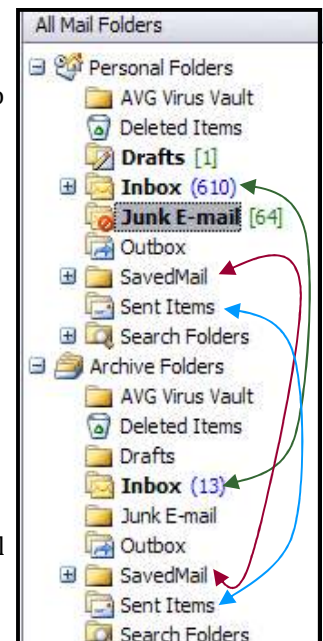 All Mail Folders
Personal Folders
AVG Virus Vault
Deleted Items
Drafts [1]
Inbox (610)
Junk E-mail [64]
Outbox
SavedMail
Sent Items
Search Folders
Archive Folders
AVG Virus Vault
Deleted Items
Drafts
Inbox (13)
Junk E-mail
Outbox
SavedMail
Sent Items
Search Folders